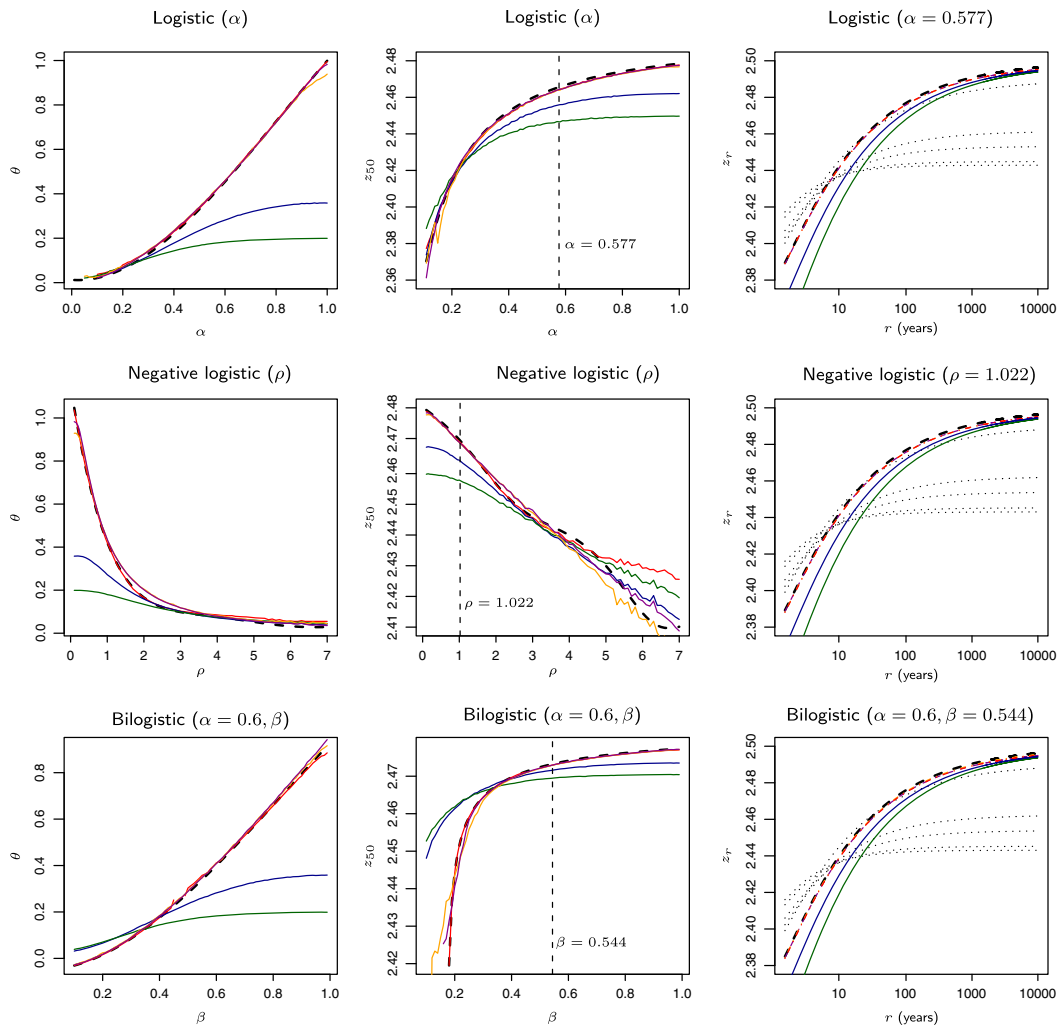 Logistic (α)
Logistic (α)
Logistic (α = 0.577)
θ
0.0 0.2 0.4 0.6 0.8 1.0
0.0 0.2 0.4 0.6 0.8 1.0
α
z50
2.36 2.38 2.40 2.42 2.44 2.46 2.48
α = 0.577
0.2 0.4 0.6 0.8 1.0
α
zr
2.38 2.40 2.42 2.44 2.46 2.48 2.50
10 100 1000 10000
r (years)
Negative logistic (ρ)
Negative logistic (ρ)
Negative logistic (ρ = 1.022)
θ
0.0 0.2 0.4 0.6 0.8 1.0
0 1 2 3 4 5 6 7
ρ
z50
2.41 2.42 2.43 2.44 2.45 2.46 2.47 2.48
ρ = 1.022
0 1 2 3 4 5 6 7
ρ
zr
2.38 2.40 2.42 2.44 2.46 2.48 2.50
10 100 1000 10000
r (years)
Bilogistic (α = 0.6, β)
Bilogistic (α = 0.6, β)
Bilogistic (α = 0.6, β = 0.544)
θ
0.0 0.2 0.4 0.6 0.8
0.2 0.4 0.6 0.8 1.0
β
z50
2.42 2.43 2.44 2.45 2.46 2.47
β = 0.544
0.2 0.4 0.6 0.8 1.0
β
zr
2.38 2.40 2.42 2.44 2.46 2.48 2.50
10 100 1000 10000
r (years)